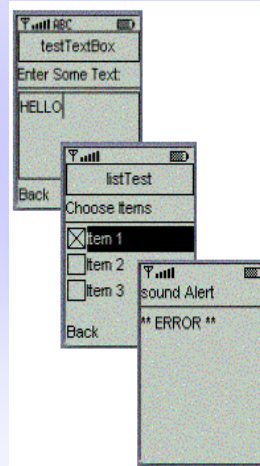 ABC
testTextBox
Enter Some Text:
HELLO
Back
listTest
Choose Items
Item 1
Item 2
Item 3
Back
sound Alert
** ERROR **